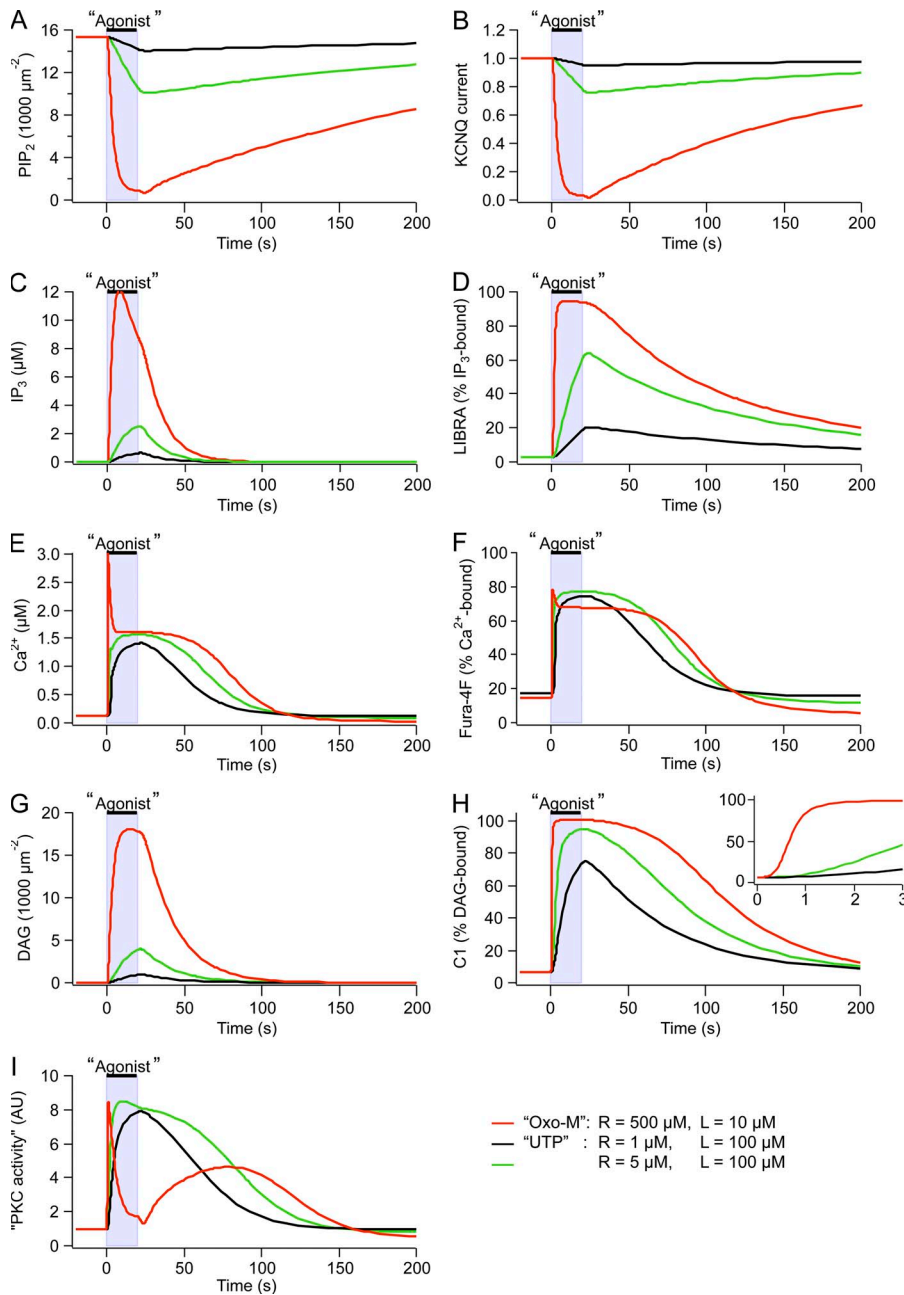 A
“Agonist”
16
12
8
4
0
PIP2 (1000 µm-2)
0 50 100 150 200
Time (s)
B
“Agonist”
1.2
1.0
0.8
0.6
0.4
0.2
0.0
KCNQ current
0 50 100 150 200
Time (s)
C
“Agonist”
12
10
8
6
4
2
0
IP3 (µM)
0 50 100 150 200
Time (s)
D
“Agonist”
100
80
60
40
20
0
LIBRA (% IP3-bound)
0 50 100 150 200
Time (s)
E
“Agonist”
3.0
2.5
2.0
1.5
1.0
0.5
0.0
Ca2+ (µM)
0 50 100 150 200
Time (s)
F
“Agonist”
100
80
60
40
20
0
Fura-4F (% Ca2+-bound)
0 50 100 150 200
Time (s)
G
“Agonist”
20
15
10
5
0
DAG (1000 µm-2)
0 50 100 150 200
Time (s)
H
“Agonist”
100
80
60
40
20
0
C1 (% DAG-bound)
0 50 100 150 200
Time (s)
100
50
0
0 1 2 3
I
“Agonist”
10
8
6
4
2
0
"PKC activity" (AU)
0 50 100 150 200
Time (s)
“Oxo-M”: R = 500 µM, L = 10 µM
“UTP” : R = 1 µM, L = 100 µM
R = 5 µM, L = 100 µM